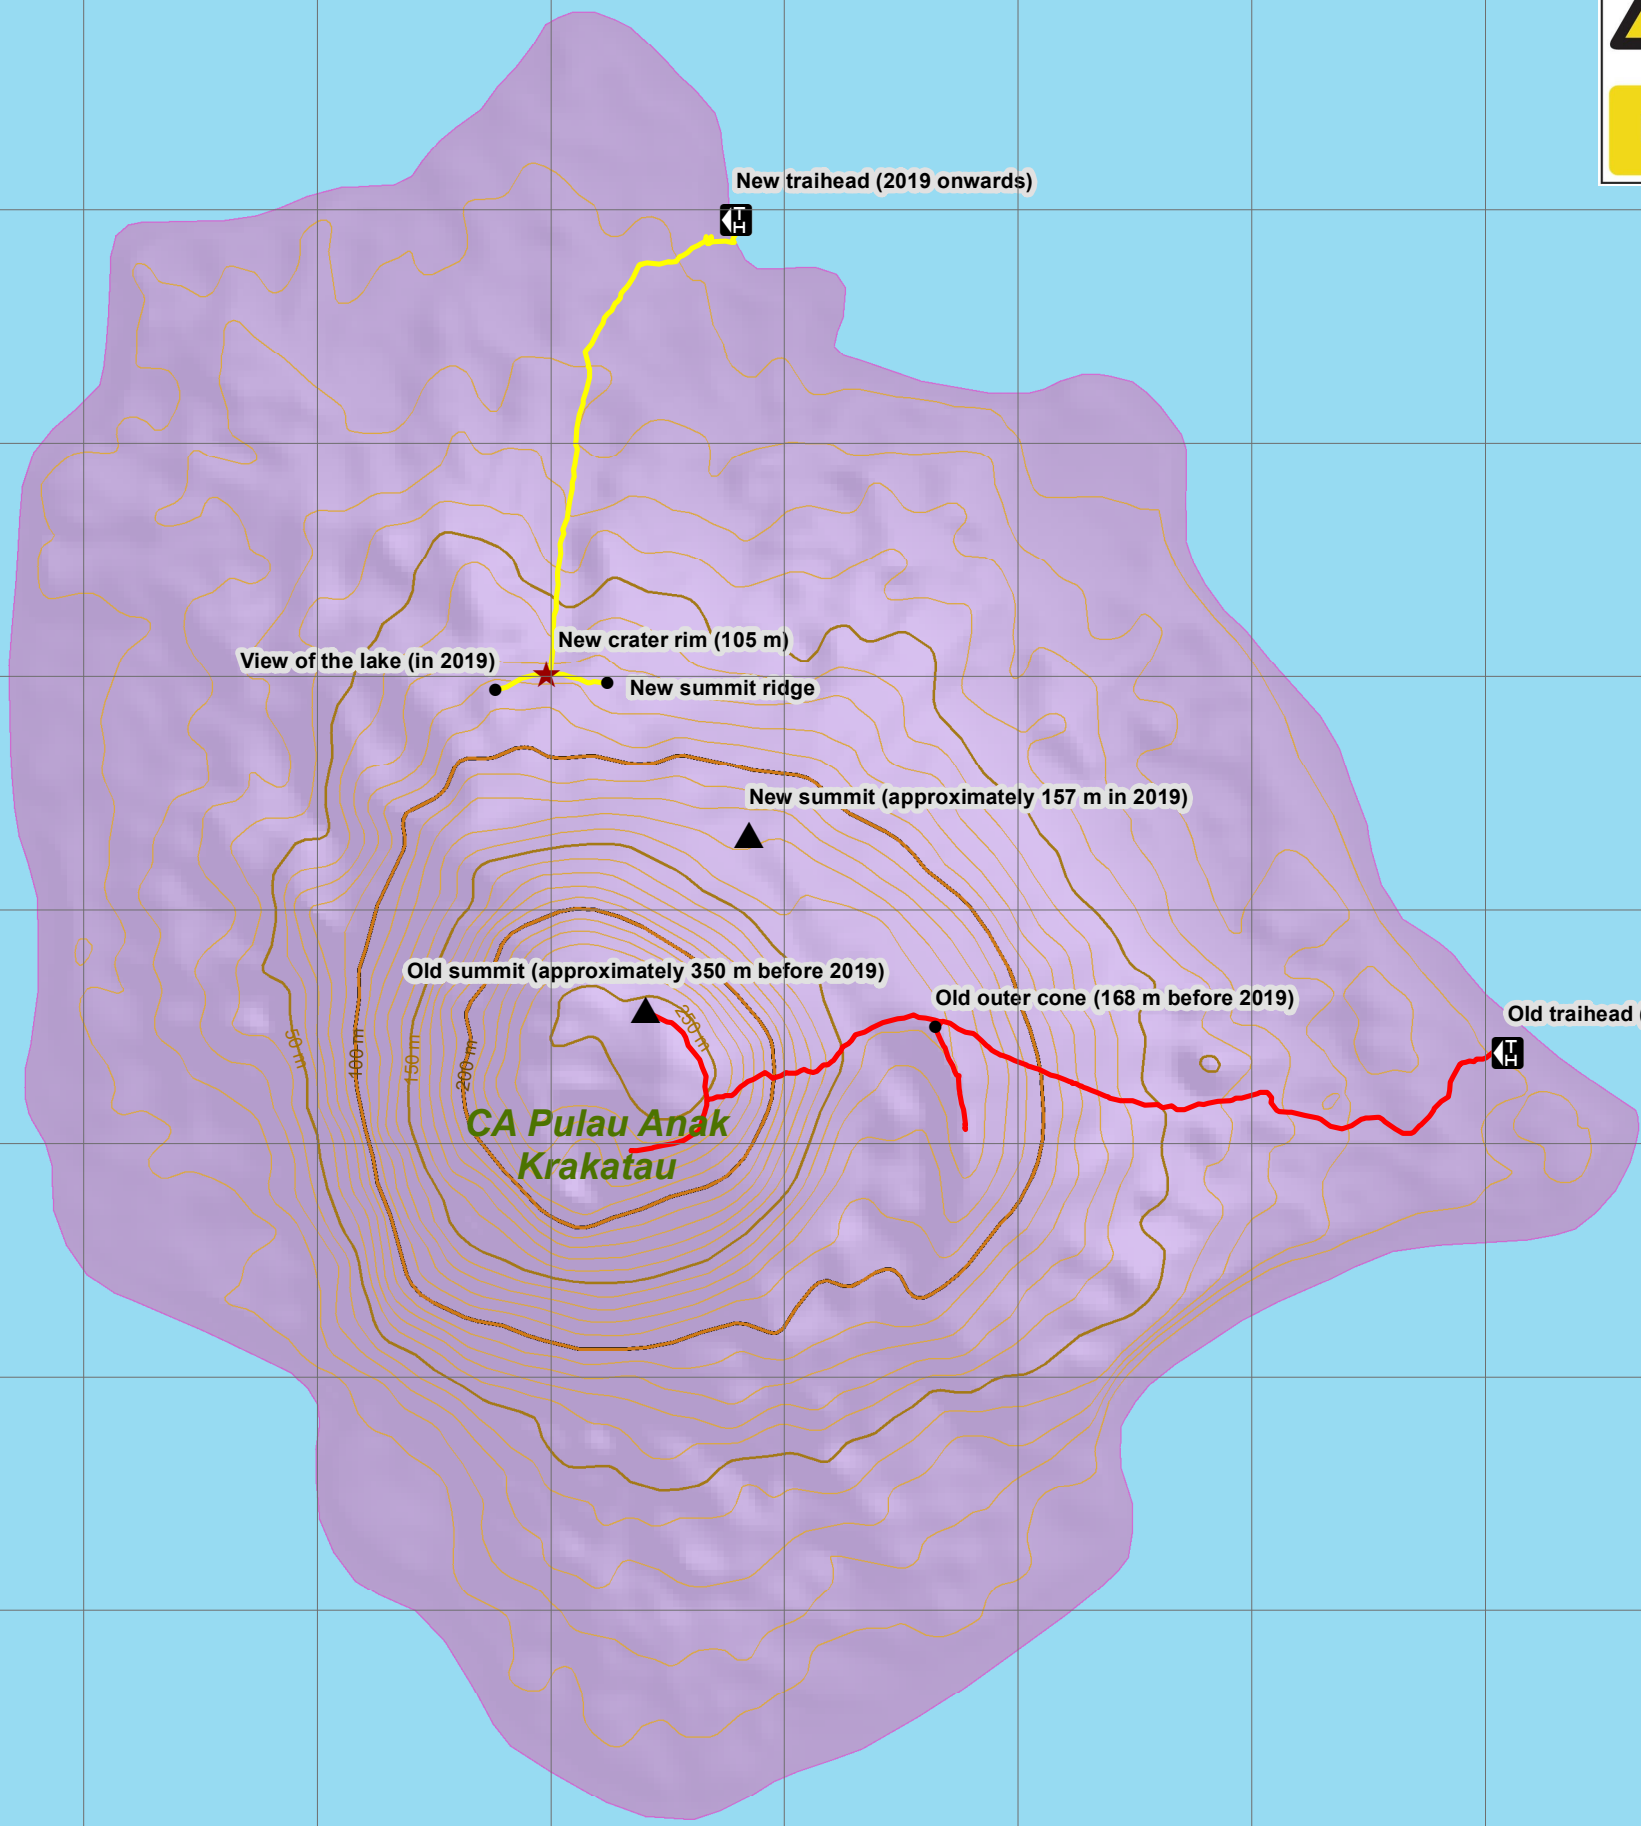 New traihead (2019 onwards)
TH
New crater rim (105 m)
View of the lake (in 2019)
New summit ridge
New summit (approximately 157 m in 2019)
Old summit (approximately 350 m before 2019)
Old outer cone (168 m before 2019)
Old traihead (
TH
250 m
50 m
100 m
150 m
200 m
CA Pulau Anak
Krakatau